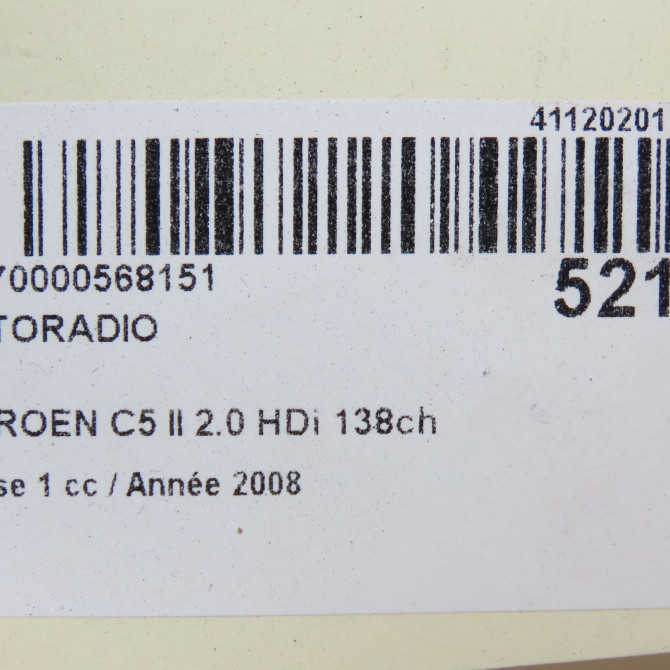 41120201
70000568151
521
TORADIO
ROEN C5 II 2.0 HDi 138ch
se 1 cc / Année 2008